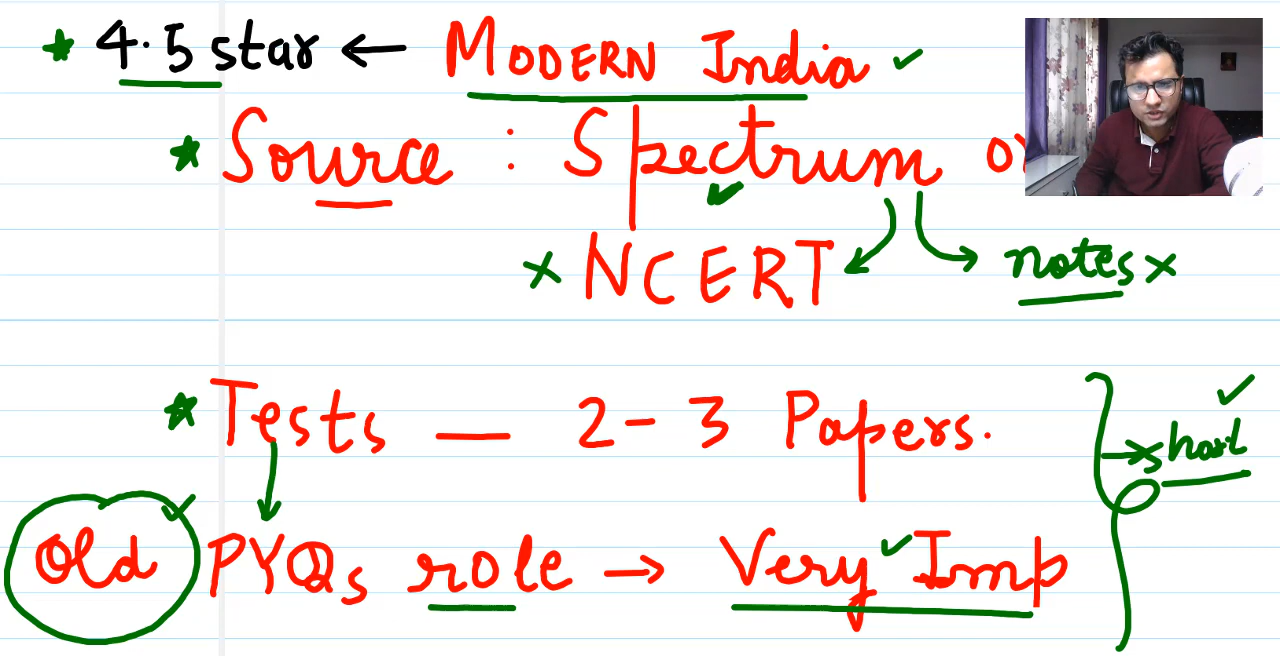 4.5 star ← MODERN India
Source : Spectrum
NCERT notes
Tests — 2-3 Papers.
short
Old PYQs role → Very Imp